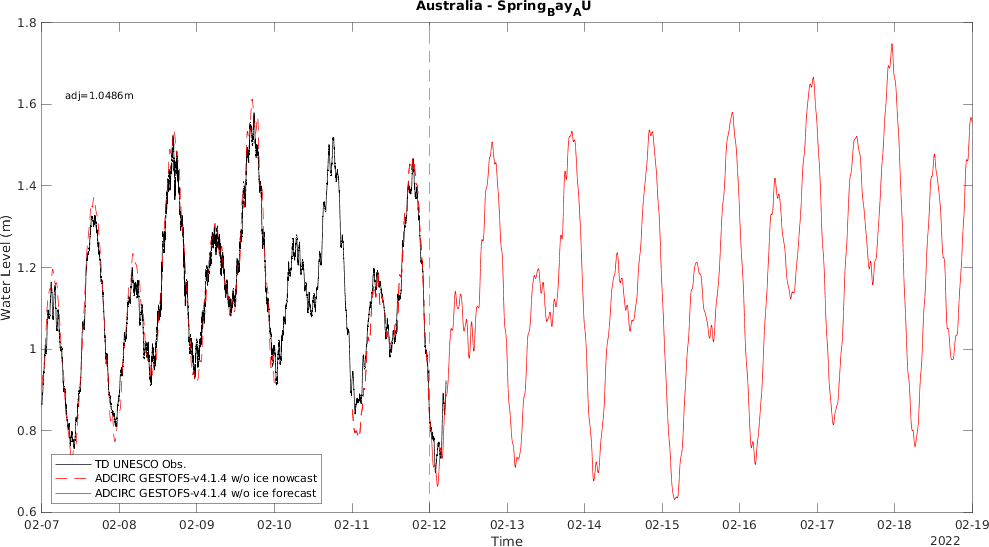 Australia - Spring_Bay_AU
1.8
adj=1.0486m
1.6
1.4
1.2
1
0.8
0.6
Water Level (m)
TD UNESCO Obs.
ADCIRC GESTOFS-v4.1.4 w/o ice nowcast
ADCIRC GESTOFS-v4.1.4 w/o ice forecast
02-07 02-08 02-09 02-10 02-11 02-12 02-13 02-14 02-15 02-16 02-17 02-18 02-19
Time
2022